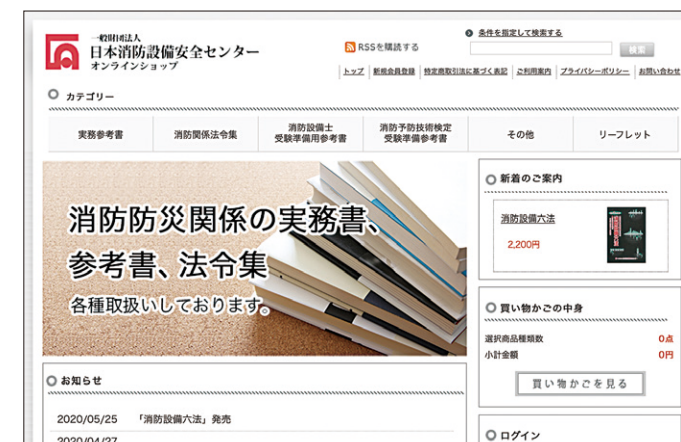 一般財団法人
日本消防設備安全センター
オンラインショップ
RSSを購読する
条件を指定して検索する
検索
トップ 新規会員登録 特定商取引法に基づく表記 ご利用案内 プライバシーポリシー お問い合わせ
カテゴリー
実務参考書
消防関係法令集
消防設備士
受験準備用参考書
消防予防技術検定
受験準備参考書
その他
リーフレット
消防防災関係の実務書、
参考書、法令集
各種取扱いしております。
新着のご案内
消防設備六法
2,200円
買い物かごの中身
選択商品種類数 0点
小計金額 0円
買い物かごを見る
お知らせ
2020/05/25 「消防設備六法」発売
2020/04/27
ログイン